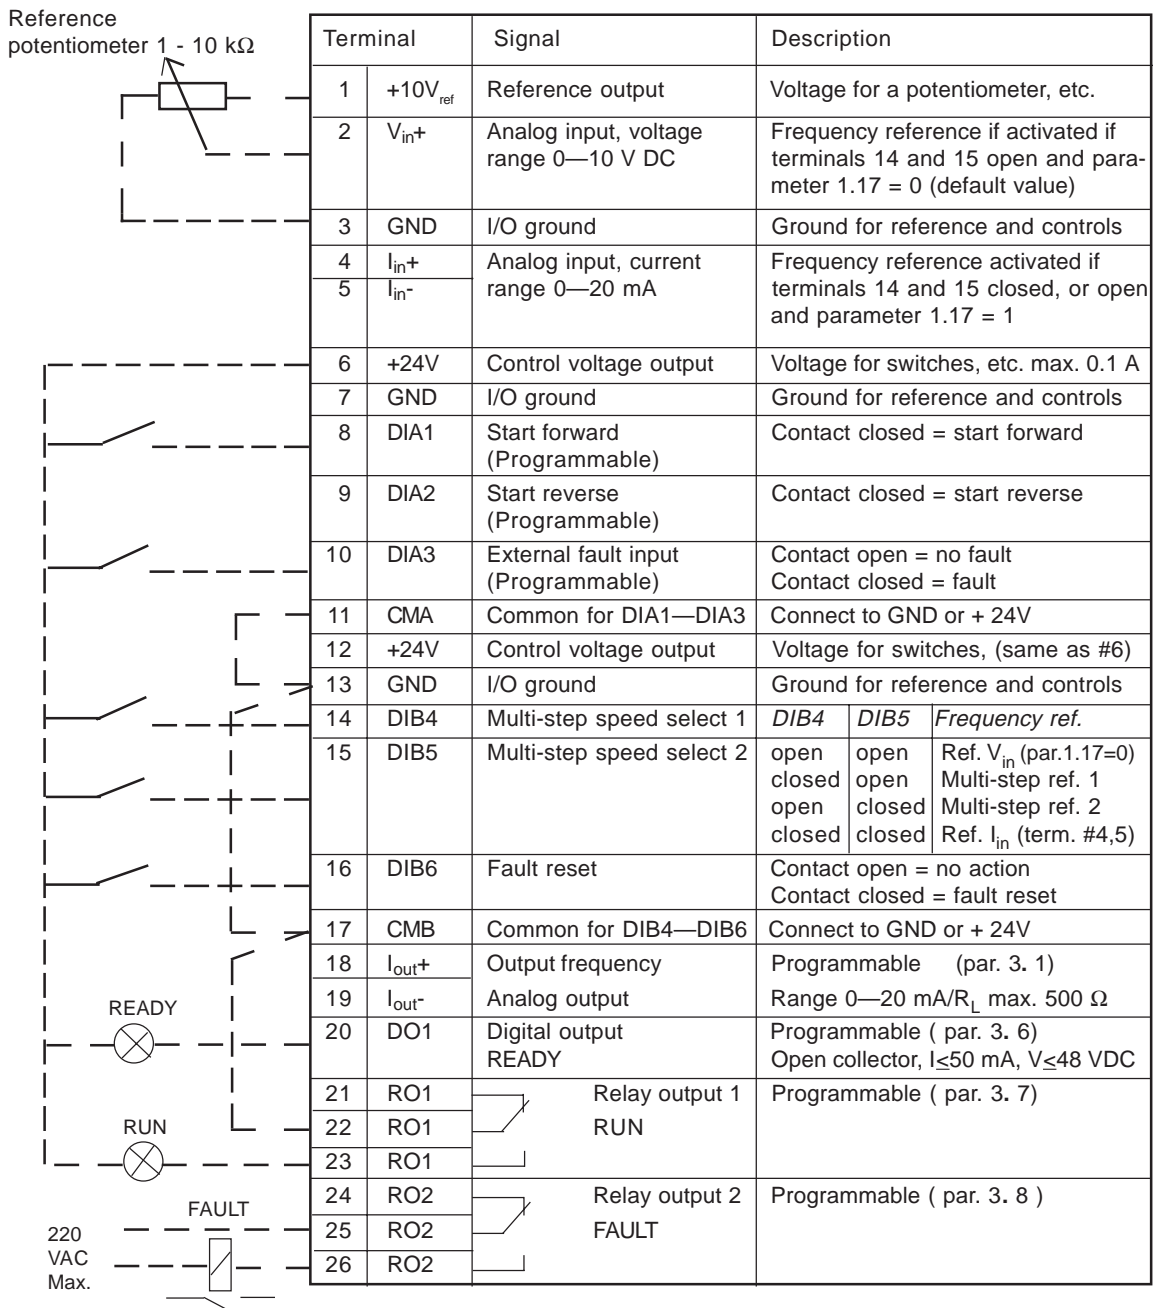 Reference
potentiometer 1 - 10 kΩ
Terminal Signal Description
1 +10Vref Reference output Voltage for a potentiometer, etc.
2 Vin+ Analog input, voltage Frequency reference if activated if
range 0—10 V DC terminals 14 and 15 open and para-
meter 1.17 = 0 (default value)
3 GND I/O ground Ground for reference and controls
4 Iin+ Analog input, current Frequency reference activated if
5 Iin- range 0—20 mA terminals 14 and 15 closed, or open
and parameter 1.17 = 1
6 +24V Control voltage output Voltage for switches, etc. max. 0.1 A
7 GND I/O ground Ground for reference and controls
8 DIA1 Start forward Contact closed = start forward
(Programmable)
9 DIA2 Start reverse Contact closed = start reverse
(Programmable)
10 DIA3 External fault input Contact open = no fault
(Programmable) Contact closed = fault
11 CMA Common for DIA1—DIA3 Connect to GND or + 24V
12 +24V Control voltage output Voltage for switches, (same as #6)
13 GND I/O ground Ground for reference and controls
14 DIB4 Multi-step speed select 1 DIB4 DIB5 Frequency ref.
15 DIB5 Multi-step speed select 2 open open Ref. Vin (par.1.17=0)
closed open Multi-step ref. 1
open closed Multi-step ref. 2
closed closed Ref. Iin (term. #4,5)
16 DIB6 Fault reset Contact open = no action
Contact closed = fault reset
17 CMB Common for DIB4—DIB6 Connect to GND or + 24V
18 Iout+ Output frequency Programmable (par. 3. 1)
19 Iout- Analog output Range 0—20 mA/RL max. 500 Ω
READY
20 DO1 Digital output Programmable ( par. 3. 6)
READY Open collector, I≤50 mA, V≤48 VDC
21 RO1 Relay output 1 Programmable ( par. 3. 7)
RUN
22 RO1 RUN
23 RO1
24 RO2 Relay output 2 Programmable ( par. 3. 8 )
FAULT
25 RO2 FAULT
220
VAC
Max.
26 RO2